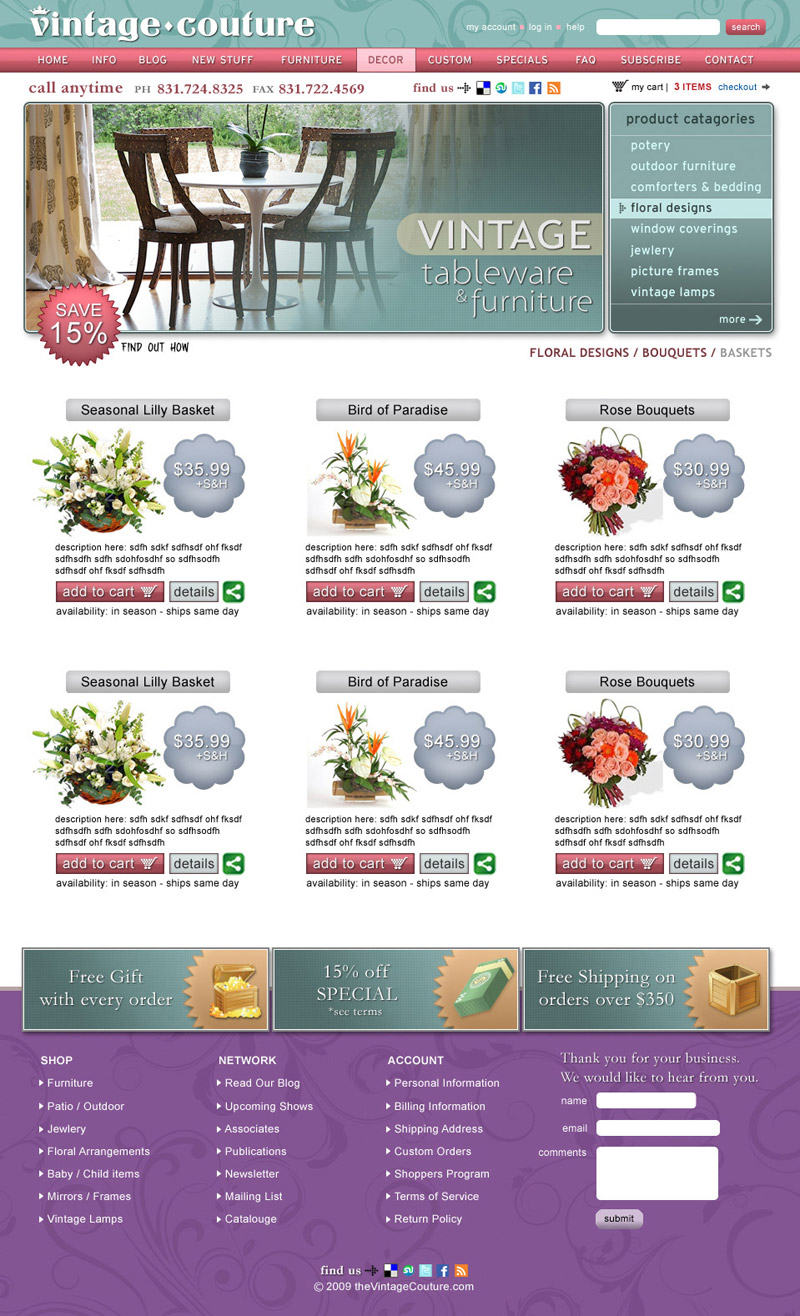 vintage couture
my account log in help search
HOME INFO BLOG NEW STUFF FURNITURE DECOR CUSTOM SPECIALS FAQ SUBSCRIBE CONTACT
call anytime PH 831.724.8325 FAX 831.722.4569 find us my cart | 3 ITEMS checkout
product catagories
potery
outdoor furniture
comforters & bedding
floral designs
window coverings
jewlery
picture frames
vintage lamps
more
VINTAGE
tableware
& furniture
SAVE
15%
FIND OUT HOW
FLORAL DESIGNS / BOUQUETS / BASKETS
Seasonal Lilly Basket Bird of Paradise Rose Bouquets
$35.99 $45.99 $30.99
+S&H +S&H +S&H
description here: sdfh sdkf sdfhsdf ohf fksdf description here: sdfh sdkf sdfhsdf ohf fksdf description here: sdfh sdkf sdfhsdf ohf fksdf
sdfhsdfh sdfh sdohfosdhf so sdfhsodfh sdfhsdfh sdfh sdohfosdhf so sdfhsodfh sdfhsdfh sdfh sdohfosdhf so sdfhsodfh
sdfhsdf ohf fksdf sdfhsdfh sdfhsdf ohf fksdf sdfhsdfh sdfhsdf ohf fksdf sdfhsdfh
add to cart details add to cart details add to cart details
availability: in season - ships same day availability: in season - ships same day availability: in season - ships same day
Seasonal Lilly Basket Bird of Paradise Rose Bouquets
$35.99 $45.99 $30.99
+S&H +S&H +S&H
description here: sdfh sdkf sdfhsdf ohf fksdf description here: sdfh sdkf sdfhsdf ohf fksdf description here: sdfh sdkf sdfhsdf ohf fksdf
sdfhsdfh sdfh sdohfosdhf so sdfhsodfh sdfhsdfh sdfh sdohfosdhf so sdfhsodfh sdfhsdfh sdfh sdohfosdhf so sdfhsodfh
sdfhsdf ohf fksdf sdfhsdfh sdfhsdf ohf fksdf sdfhsdfh sdfhsdf ohf fksdf sdfhsdfh
add to cart details add to cart details add to cart details
availability: in season - ships same day availability: in season - ships same day availability: in season - ships same day
Free Gift
with every order
15% off
SPECIAL
*see terms
Free Shipping on
orders over $350
SHOP
Furniture
Patio / Outdoor
Jewlery
Floral Arrangements
Baby / Child items
Mirrors / Frames
Vintage Lamps
NETWORK
Read Our Blog
Upcoming Shows
Associates
Publications
Newsletter
Mailing List
Catalouge
ACCOUNT
Personal Information
Billing Information
Shipping Address
Custom Orders
Shoppers Program
Terms of Service
Return Policy
Thank you for your business.
We would like to hear from you.
name
email
comments
submit
find us
© 2009 theVintageCouture.com